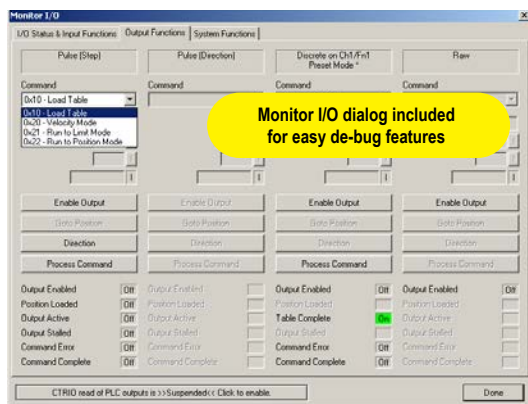 Monitor I/O
I/O Status & Input Functions Output Functions System Functions
Pulse (Step) Pulse (Direction) Discrete on Ch1/Fn1 Preset Mode * Raw
Command Command Command Command
0x10 - Load Table
0x10 - Load Table
0x20 - Velocity Mode
0x21 - Run to Limit Mode
0x22 - Run to Position Mode
Monitor I/O dialog included
for easy de-bug features
Enable Output Enable Output Enable Output Enable Output
Goto Position Goto Position Goto Position Goto Position
Direction Direction Direction Direction
Process Command Process Command Process Command Process Command
Output Enabled Off Output Enabled Output Enabled Off Output Enabled Off
Position Loaded Off Position Loaded Position Loaded Position Loaded
Output Active Off Output Active Table Complete On Output Active
Output Stalled Off Output Stalled Output Stalled Output Stalled
Command Error Off Command Error Command Error Off Command Error
Command Complete Off Command Complete Command Complete Off Command Complete
CTRIO read of PLC outputs is >>Suspended<< Click to enable. Done